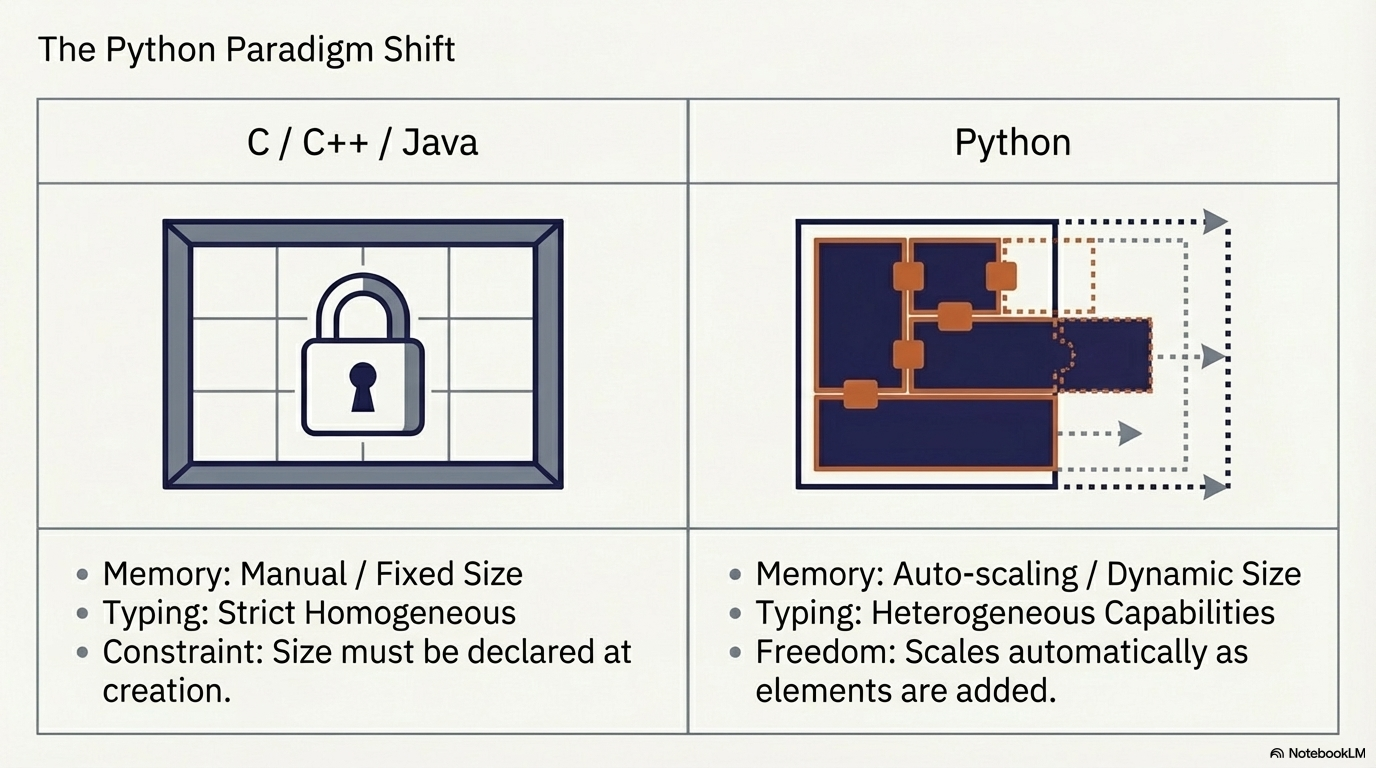 The Python Paradigm Shift
C / C++ / Java
Python
• Memory: Manual / Fixed Size
• Typing: Strict Homogeneous
• Constraint: Size must be declared at
creation.
• Memory: Auto-scaling / Dynamic Size
• Typing: Heterogeneous Capabilities
• Freedom: Scales automatically as
elements are added.
NotebookLM